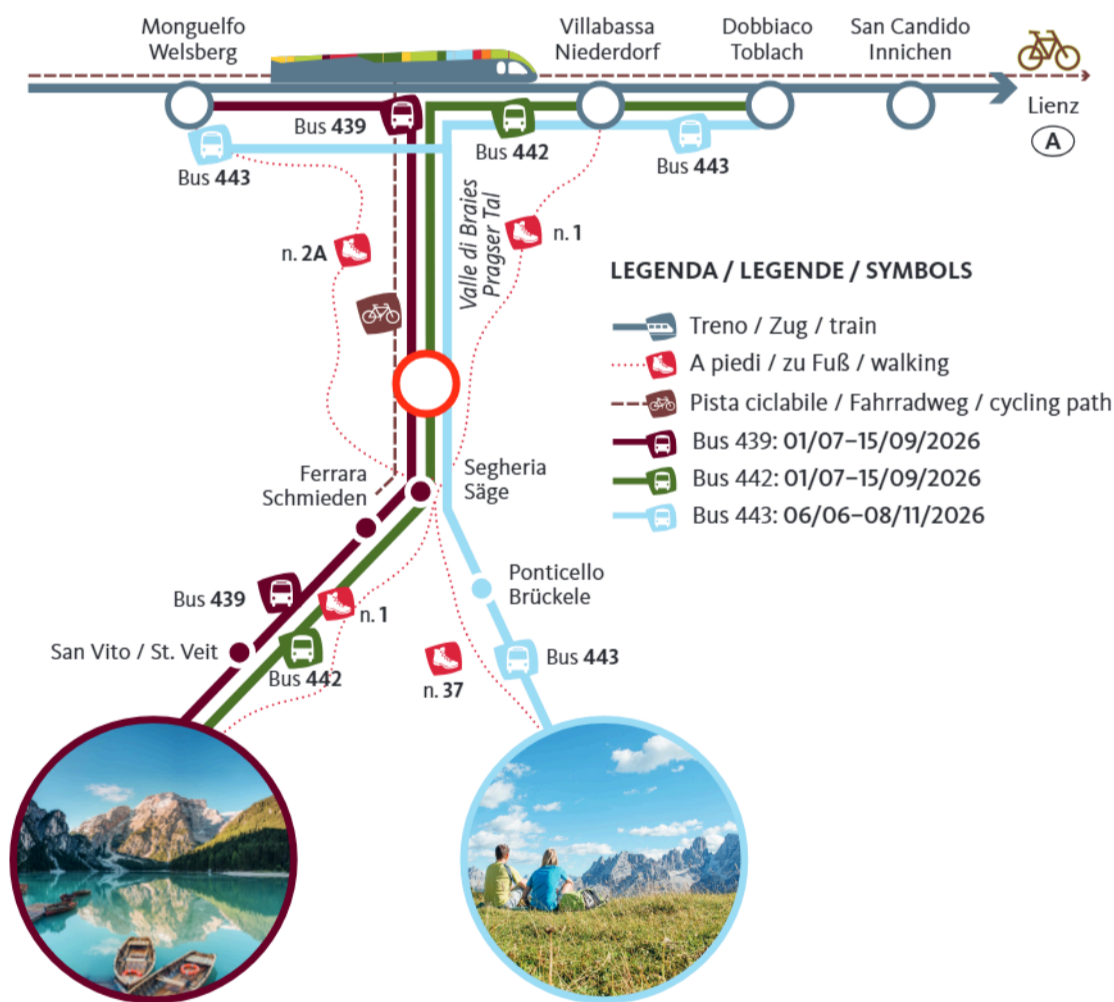 Monguelfo
Welsberg
Villabassa
Niederdorf
Dobbiaco
Toblach
San Candido
Innichen
Lienz
A
Bus 439
Bus 442
Bus 443
Bus 443
Valle di Braies
Pragser Tal
n. 2A
n. 1
LEGENDA / LEGENDE / SYMBOLS
Treno / Zug / train
A piedi / zu Fuß / walking
Pista ciclabile / Fahrradweg / cycling path
Bus 439: 01/07–15/09/2026
Bus 442: 01/07–15/09/2026
Bus 443: 06/06–08/11/2026
Ferrara
Schmieden
Segheria
Säge
Ponticello
Brückele
Bus 439
n. 1
San Vito / St. Veit
Bus 442
n. 37
Bus 443